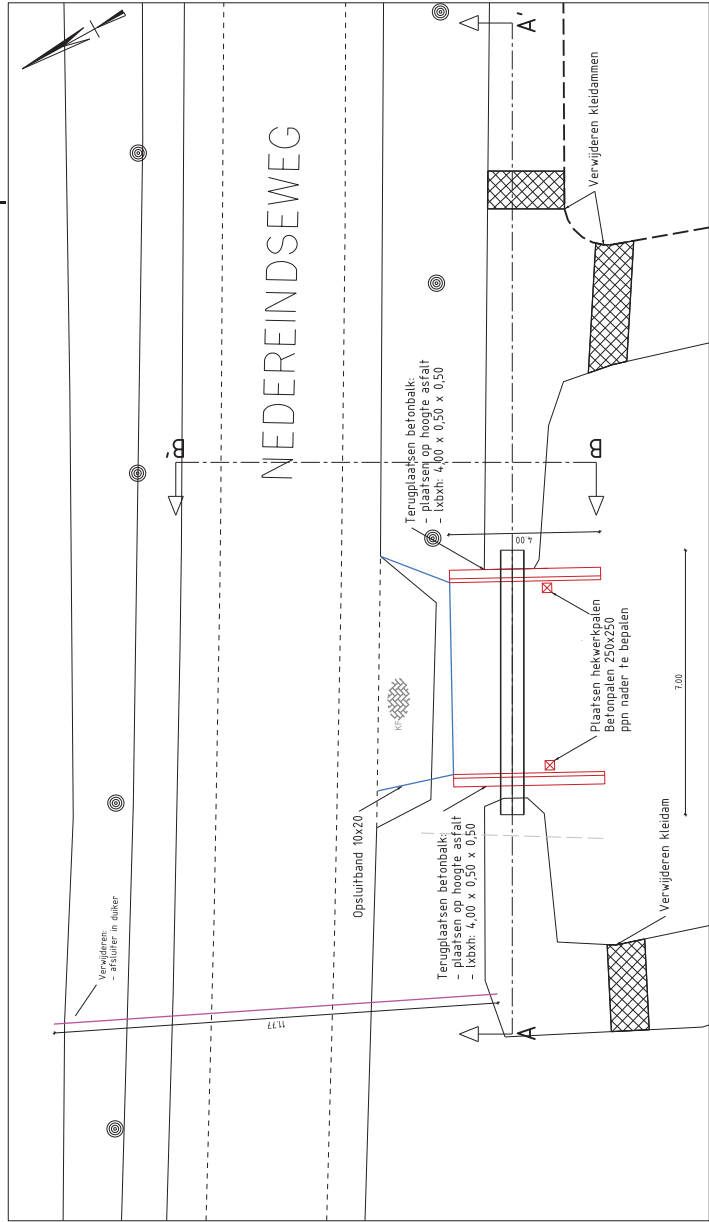 NEDEREINDSEWEG
Verwijderen:
- afsluiter in duiker
11.77
Opsluitband 10x20
KF
Terugplaatsen betonbalk:
- plaatsen op hoogte asfalt
- lxbxh: 4,00 x 0,50 x 0,50
Terugplaatsen betonbalk:
- plaatsen op hoogte asfalt
- lxbxh: 4,00 x 0,50 x 0,50
B'
B
A
A'
4.00
7.00
Plaatsen hekwerkpalen
Betonpalen 250x250
ppn nader te bepalen
Verwijderen kleidam
Verwijderen kleidammen